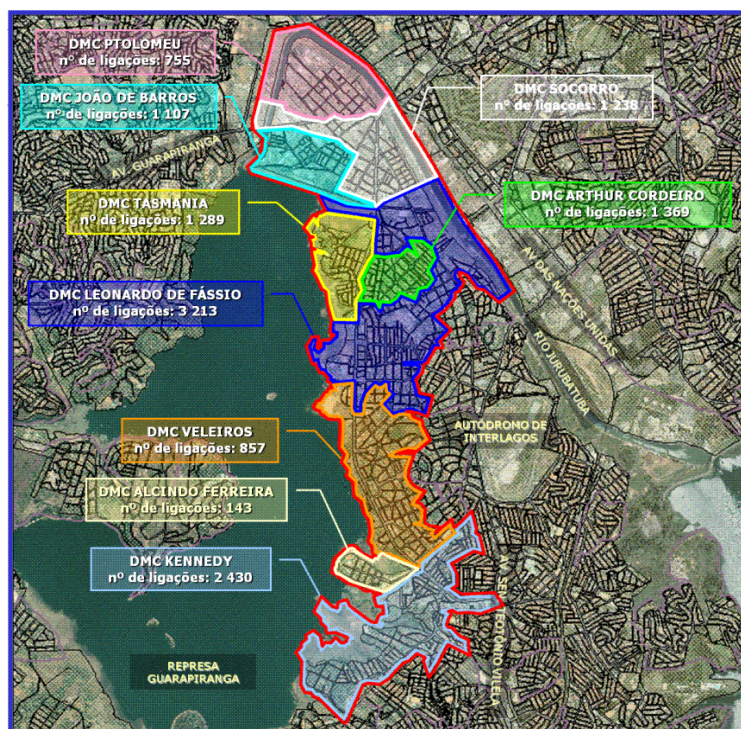 DMC PTOLOMEU
nº de ligações: 755
DMC SOCORRO
nº de ligações: 1 238
DMC JOÃO DE BARROS
nº de ligações: 1 107
AV. GUARAPIRANGA
DMC TASMANIA
nº de ligações: 1 289
DMC ARTHUR CORDEIRO
nº de ligações: 1 369
AV DAS NAÇÕES UNIDAS
DMC LEONARDO DE FÁSSIO
nº de ligações: 3 213
RIO JURUBATUBA
DMC VELEIROS
nº de ligações: 857
AUTÓDROMO DE
INTERLAGOS
DMC ALCINDO FERREIRA
nº de ligações: 143
DMC KENNEDY
nº de ligações: 2 430
AV. SEN. TEOTONIO VILELA
REPRESA
GUARAPIRANGA